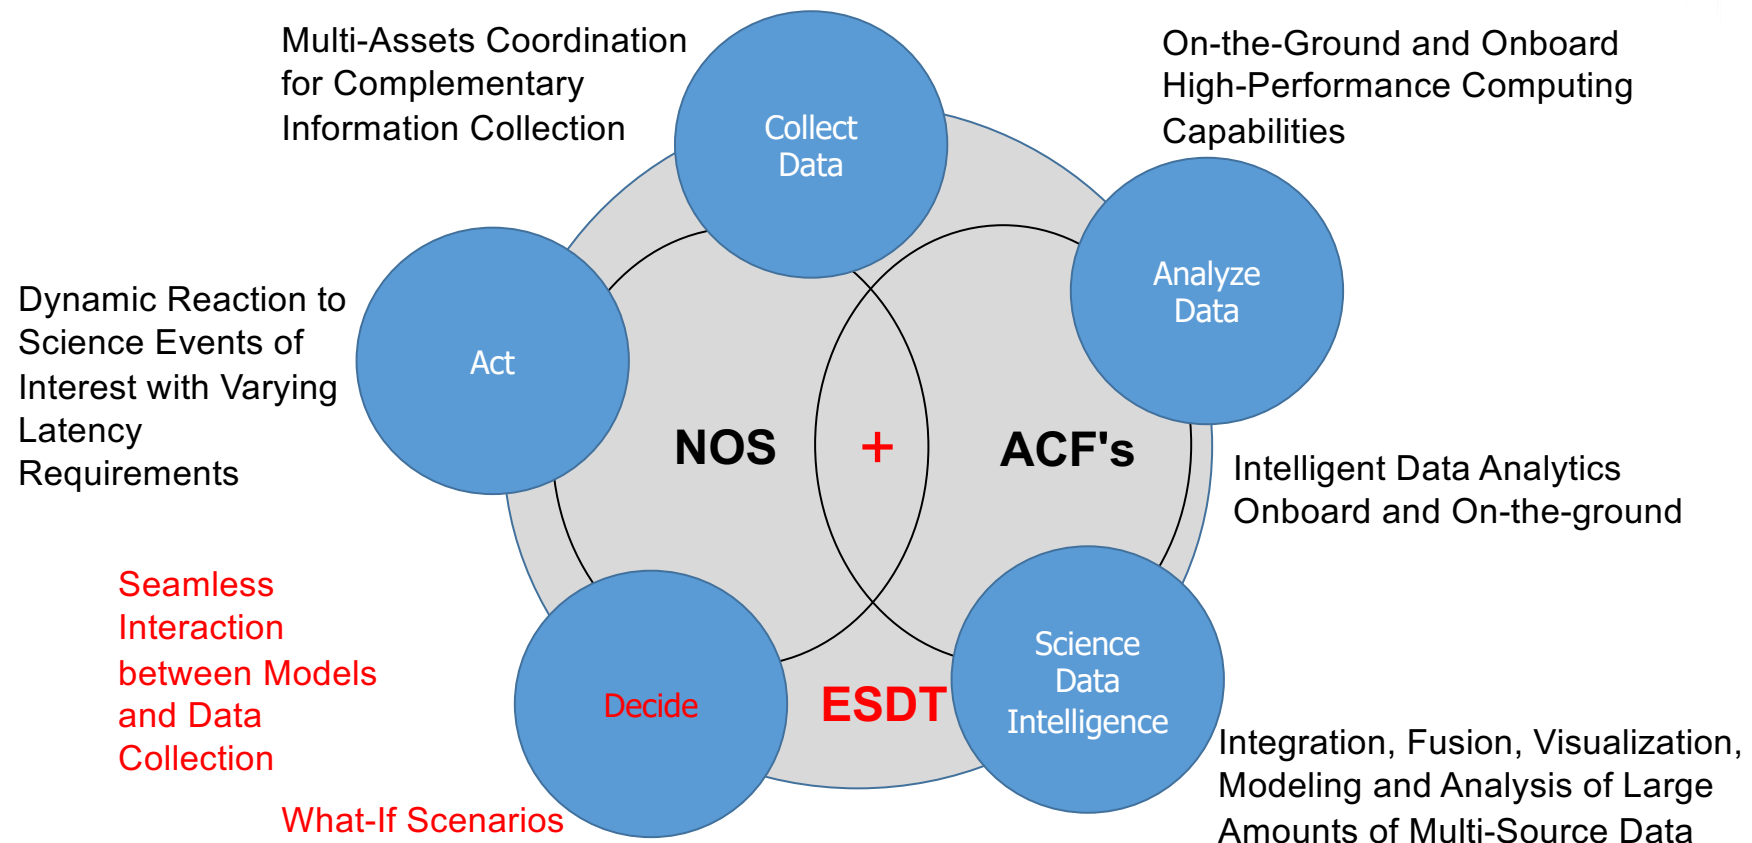 Multi-Assets Coordination
for Complementary
Information Collection
Collect
Data
On-the-Ground and Onboard
High-Performance Computing
Capabilities
Analyze
Data
Dynamic Reaction to
Science Events of
Interest with Varying
Latency
Requirements
Act
NOS
+
ACF's
Intelligent Data Analytics
Onboard and On-the-ground
Seamless
Interaction
between Models
and Data
Collection
What-If Scenarios
Decide
ESDT
Science
Data
Intelligence
Integration, Fusion, Visualization,
Modeling and Analysis of Large
Amounts of Multi-Source Data